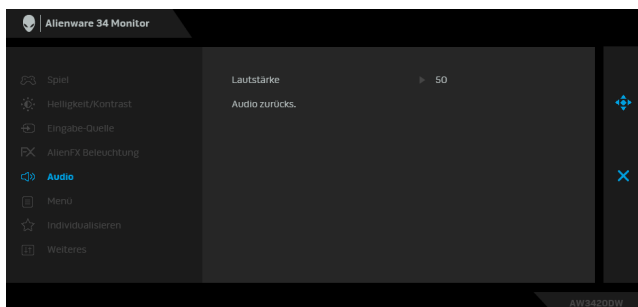 Alienware 34 Monitor
Spiel
Helligkeit/Kontrast
Eingabe-Quelle
AlienFX Beleuchtung
Audio
Menü
Individualisieren
Weiteres
Lautstärke 50
Audio zurücks.
AW3420DW